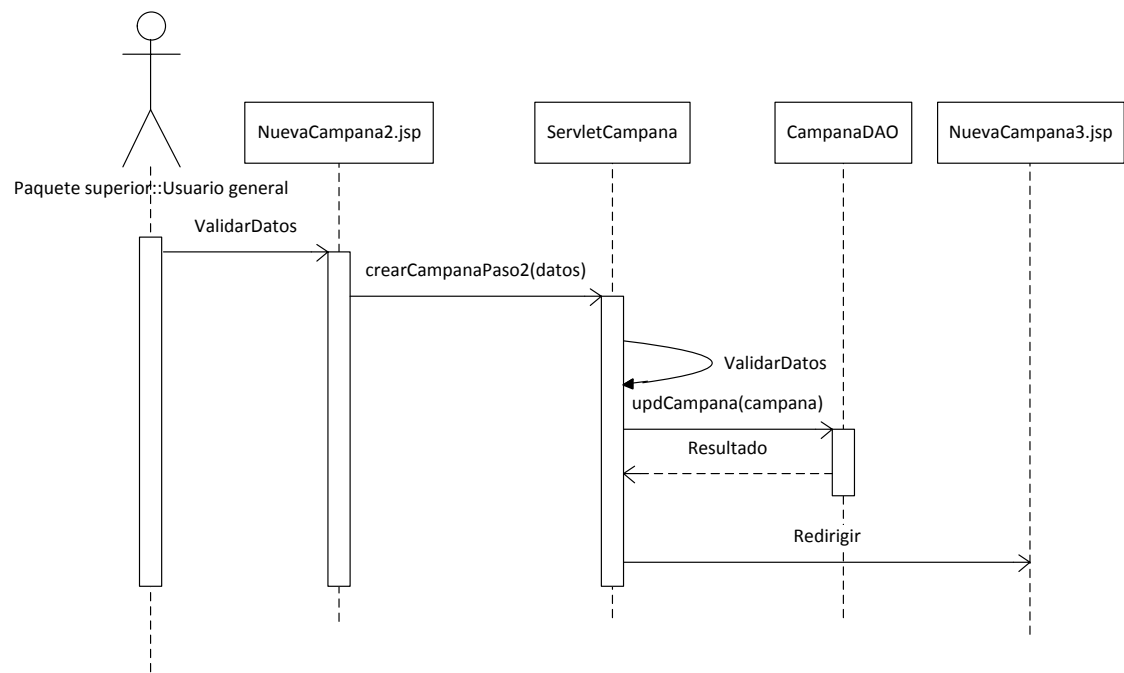 NuevaCampana2.jsp
ServletCampana
CampanaDAO
NuevaCampana3.jsp
Paquete superior::Usuario general
ValidarDatos
crearCampanaPaso2(datos)
ValidarDatos
updCampana(campana)
Resultado
Redirigir